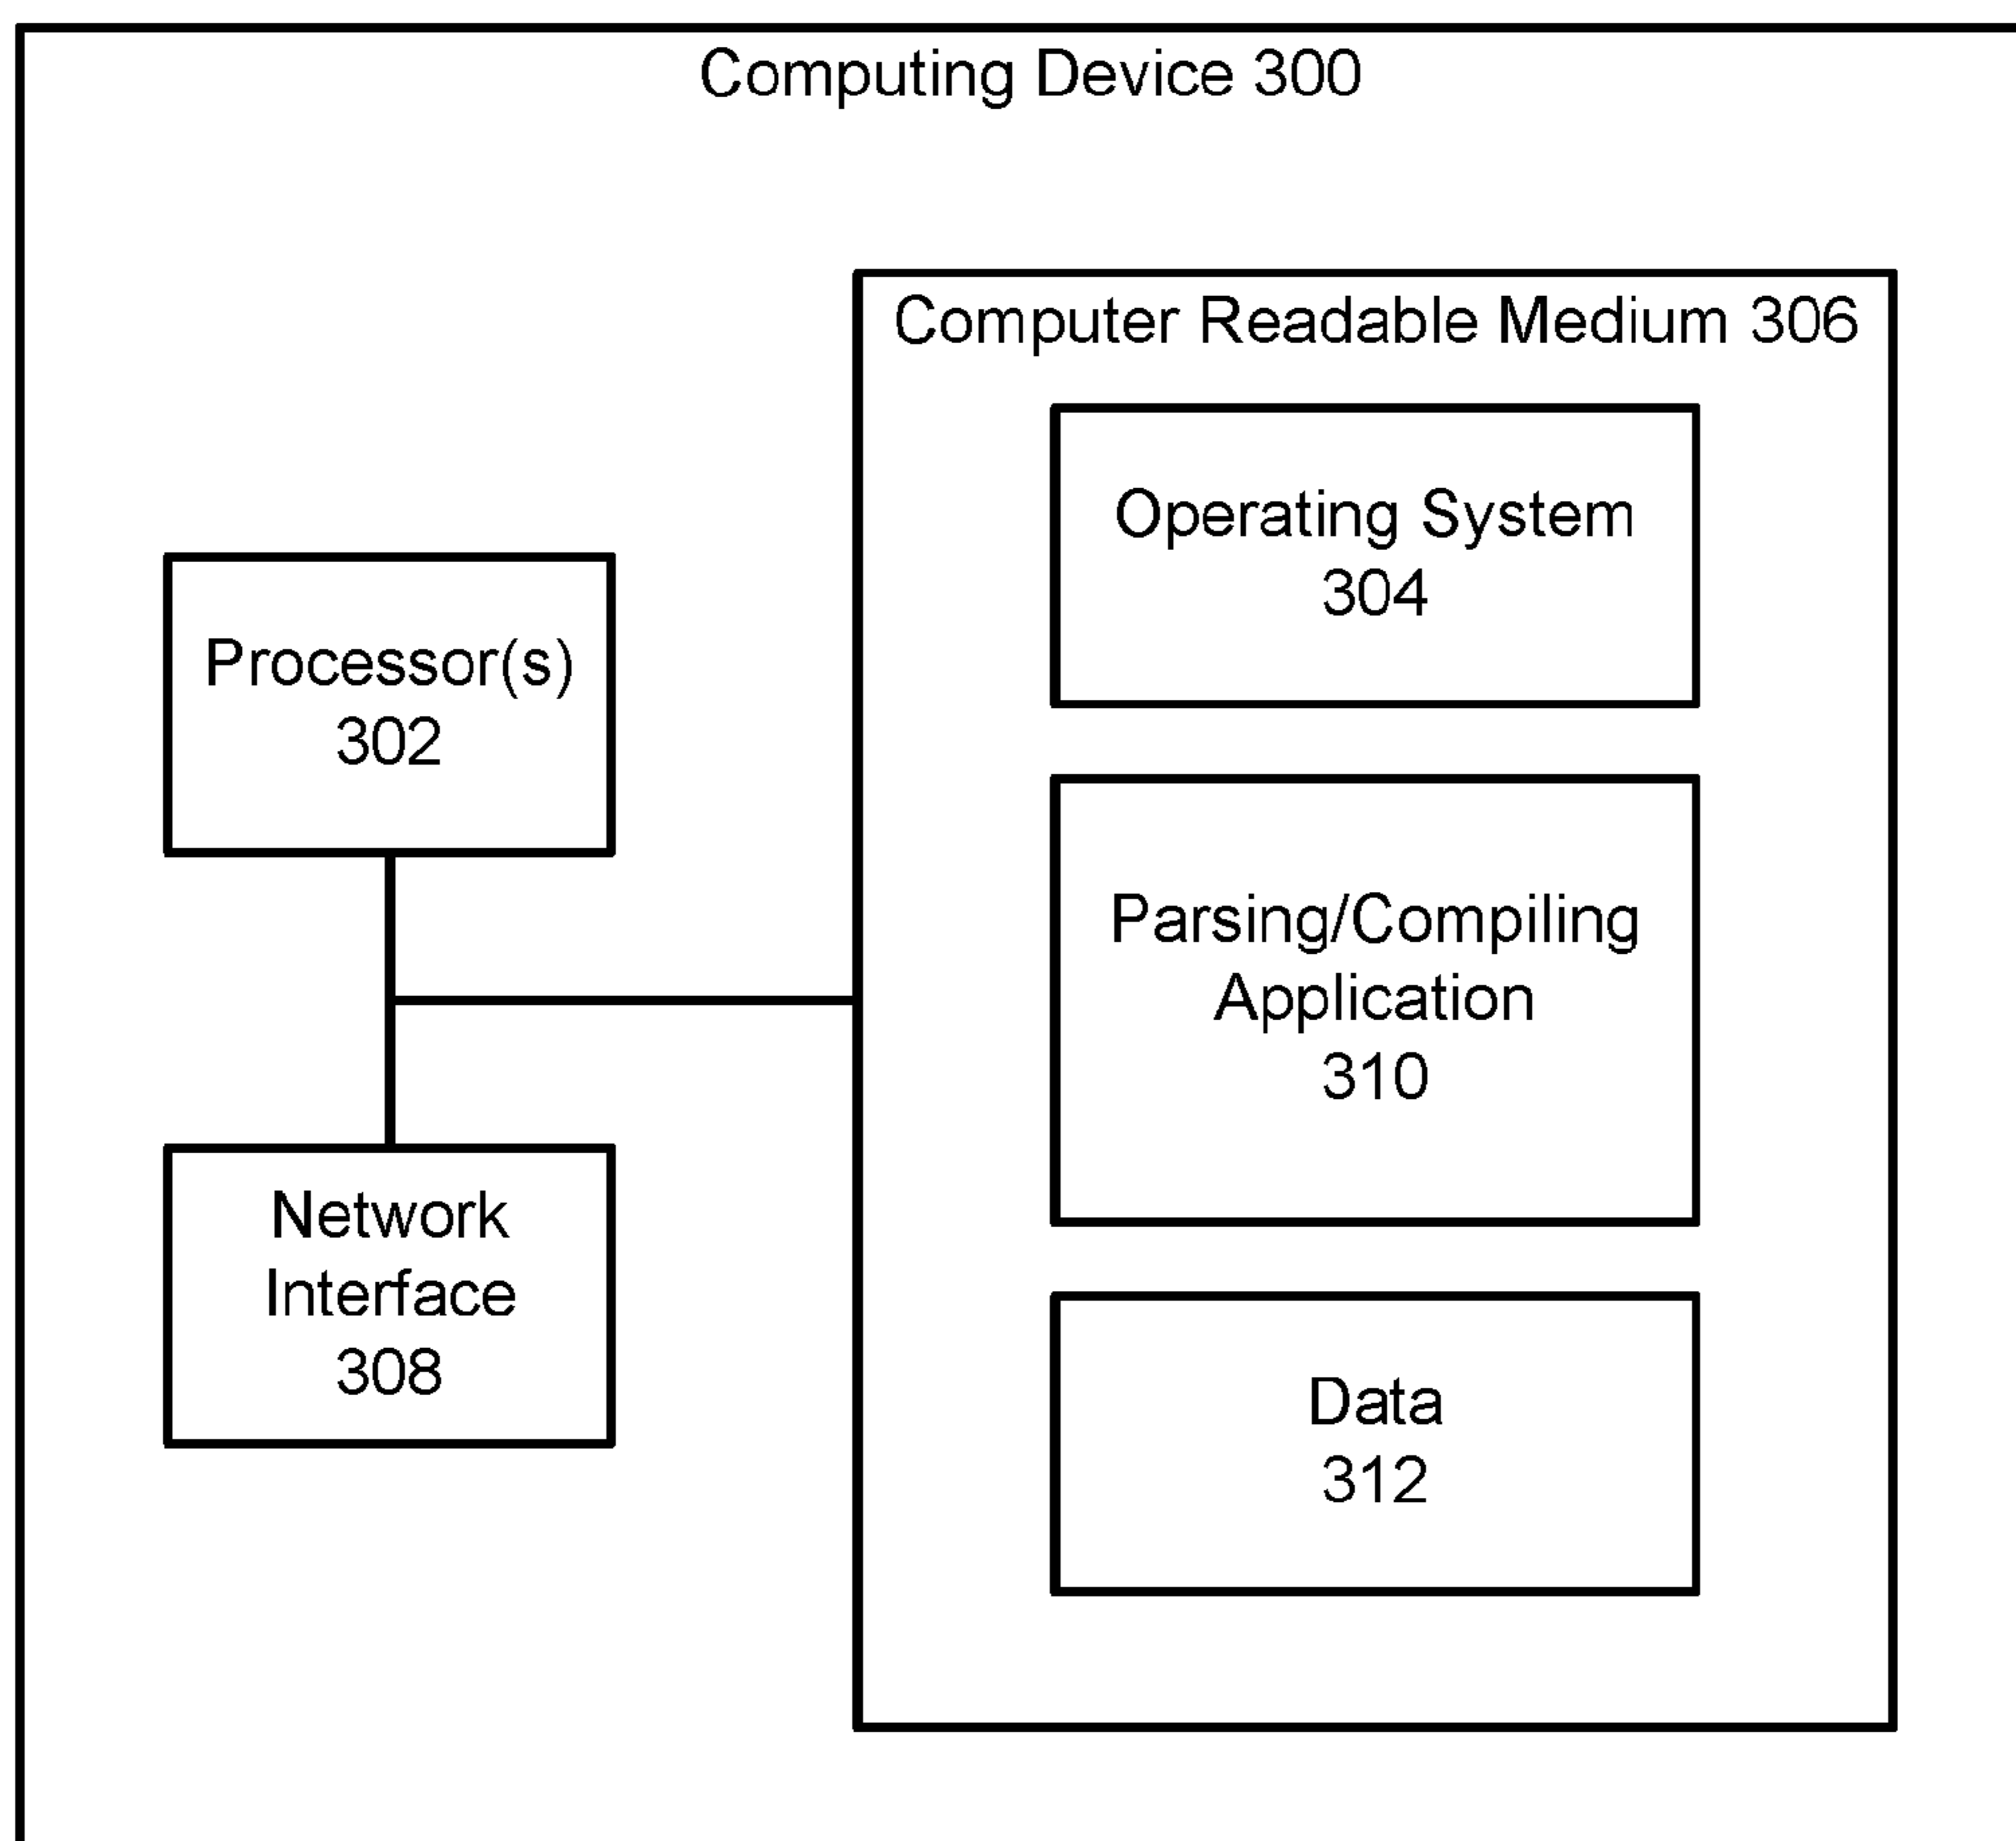 Computing Device 300
Computer Readable Medium 306
Operating System
304
Processor(s)
302
Parsing/Compiling
Application
310
Network
Interface
308
Data
312